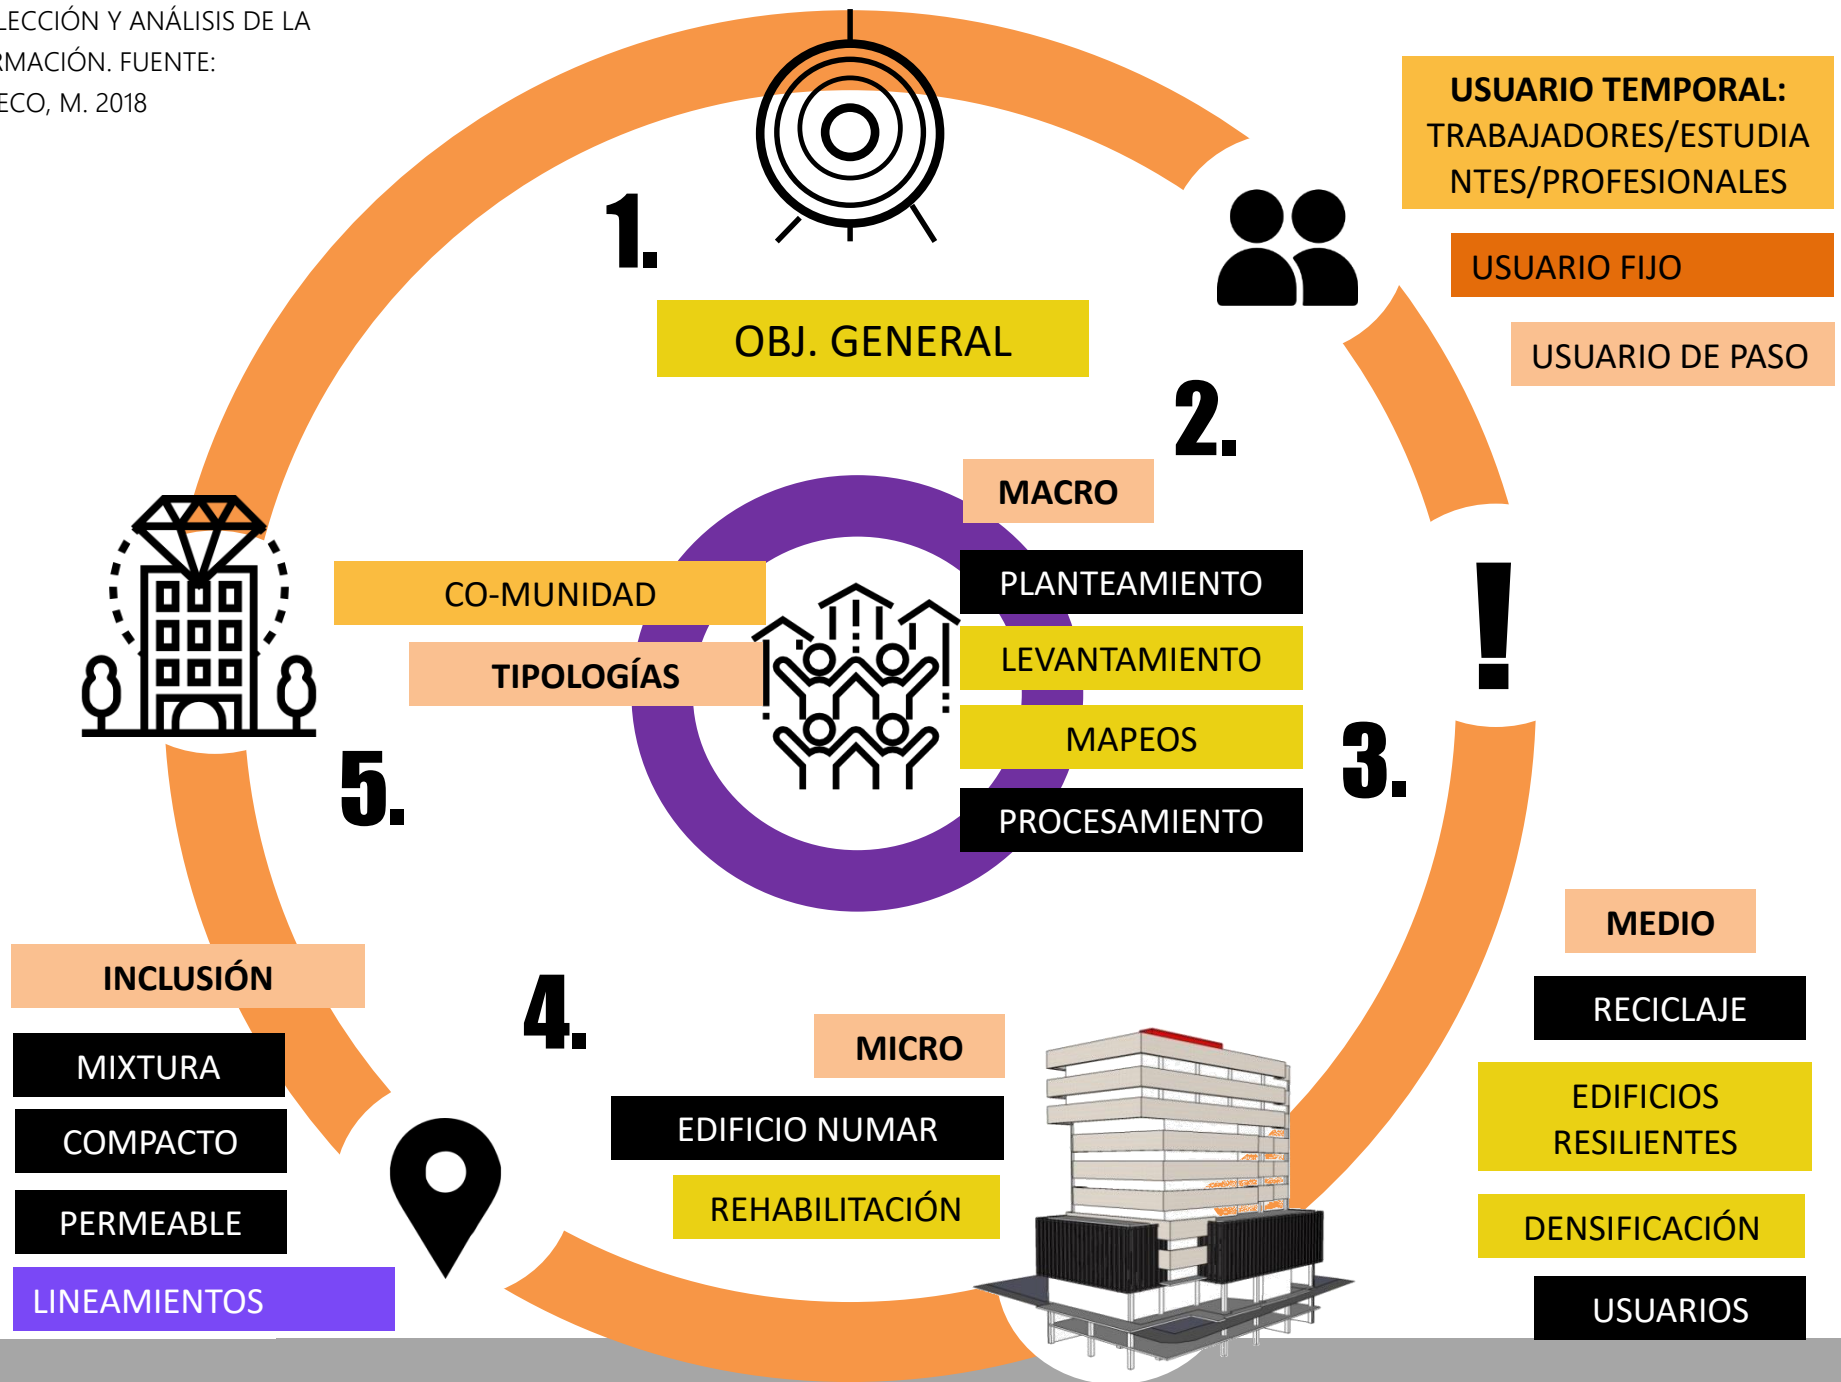 LECCIÓN Y ANÁLISIS DE LA
RMACIÓN. FUENTE:
ECO, M. 2018
USUARIO TEMPORAL:
TRABAJADORES/ESTUDIA
NTES/PROFESIONALES
USUARIO FIJO
USUARIO DE PASO
1.
OBJ. GENERAL
2.
MACRO
PLANTEAMIENTO
LEVANTAMIENTO
MAPEOS
PROCESAMIENTO
CO-MUNIDAD
TIPOLOGÍAS
3.
5.
MEDIO
RECICLAJE
EDIFICIOS
RESILIENTES
DENSIFICACIÓN
USUARIOS
4.
MICRO
EDIFICIO NUMAR
REHABILITACIÓN
INCLUSIÓN
MIXTURA
COMPACTO
PERMEABLE
LINEAMIENTOS